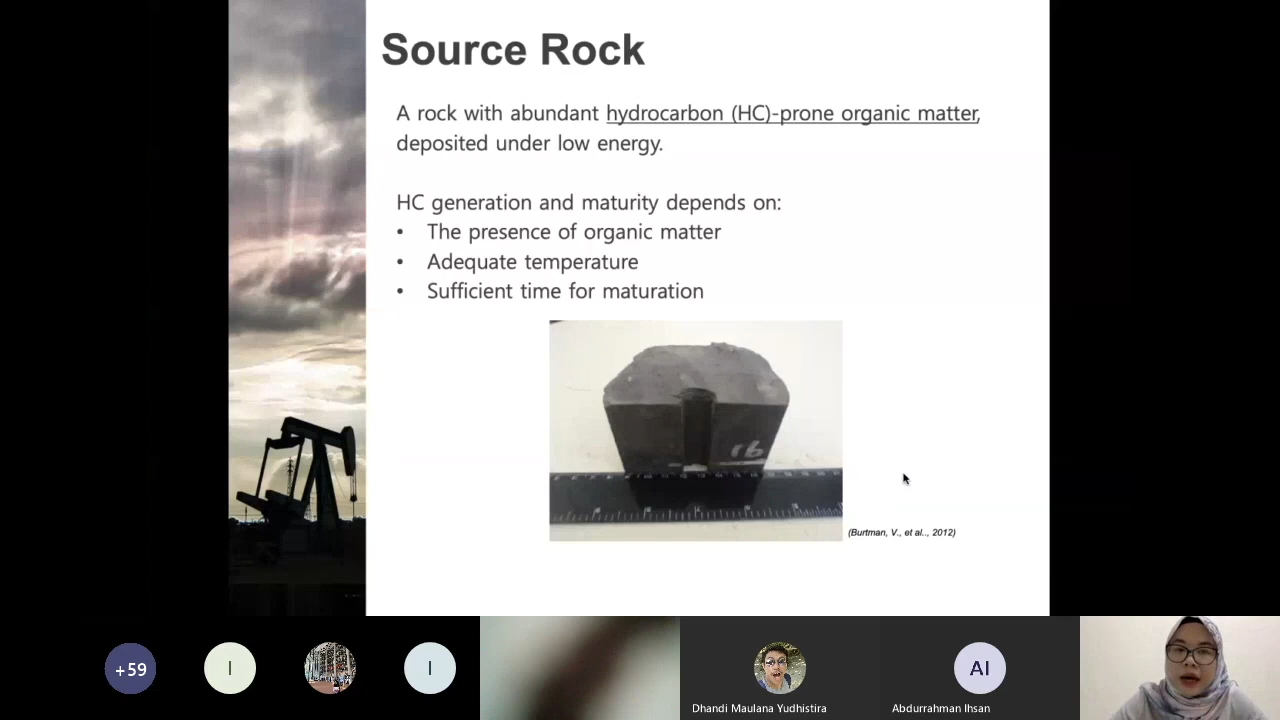 Source Rock
A rock with abundant hydrocarbon (HC)-prone organic matter,
deposited under low energy.
HC generation and maturity depends on:
• The presence of organic matter
• Adequate temperature
• Sufficient time for maturation
16
(Burtman, V., et al.., 2012)
+59
I
I
AI
Dhandi Maulana Yudhistira
Abdurrahman Ihsan